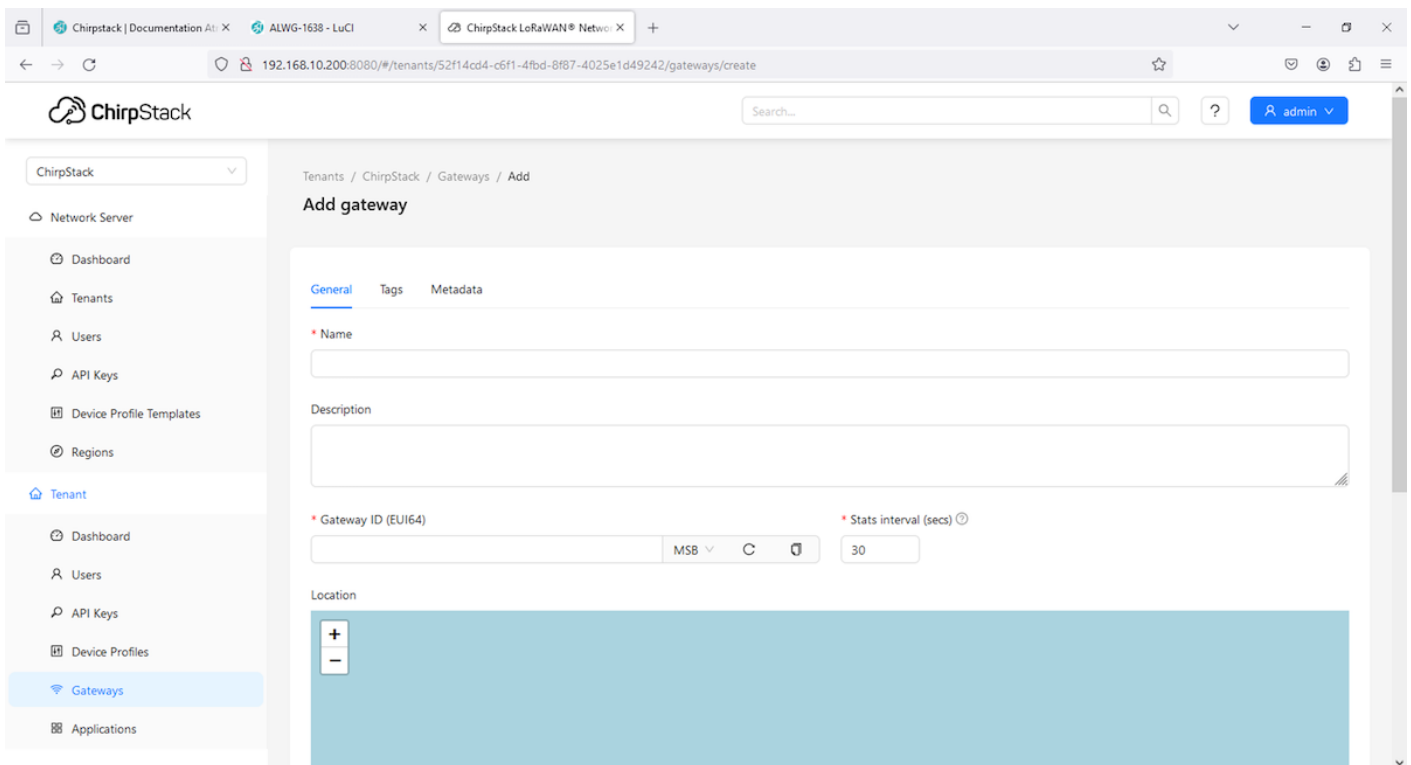 Chirpstack | Documentation At
ALWG-1638 - LuCI
ChirpStack LoRaWAN® Networ
192.168.10.200:8080/#/tenants/52f14cd4-c6f1-4fbd-8f87-4025e1d49242/gateways/create
ChirpStack
Search...
?
admin
ChirpStack
Network Server
Dashboard
Tenants
Users
API Keys
Device Profile Templates
Regions
Tenant
Dashboard
Users
API Keys
Device Profiles
Gateways
Applications
Tenants / ChirpStack / Gateways / Add
Add gateway
General Tags Metadata
* Name
Description
* Gateway ID (EUI64)
MSB
* Stats interval (secs)
30
Location
+
−